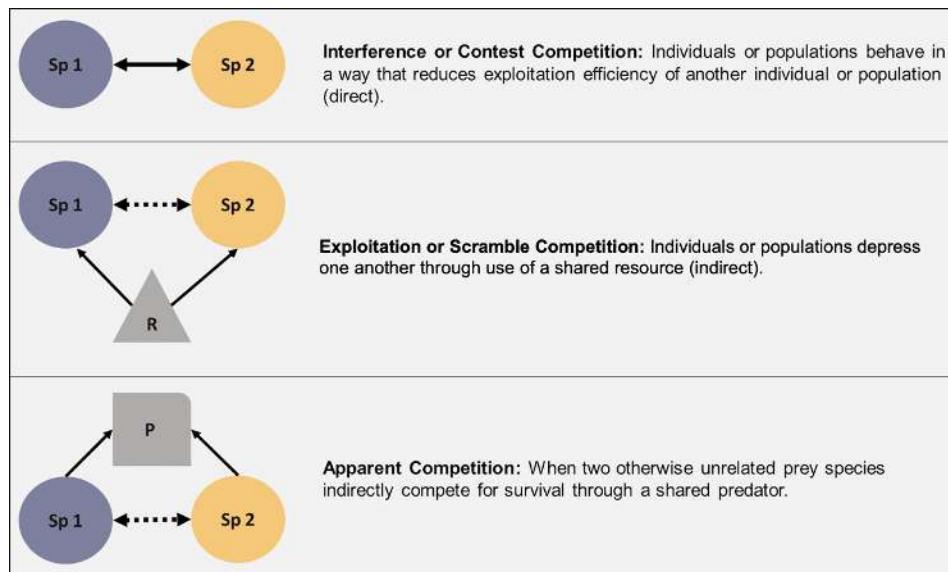 Sp 1
Sp 2
Interference or Contest Competition: Individuals or populations behave in
a way that reduces exploitation efficiency of another individual or population
(direct).
Sp 1
Sp 2
Exploitation or Scramble Competition: Individuals or populations depress
one another through use of a shared resource (indirect).
R
P
Apparent Competition: When two otherwise unrelated prey species
indirectly compete for survival through a shared predator.
Sp 1
Sp 2